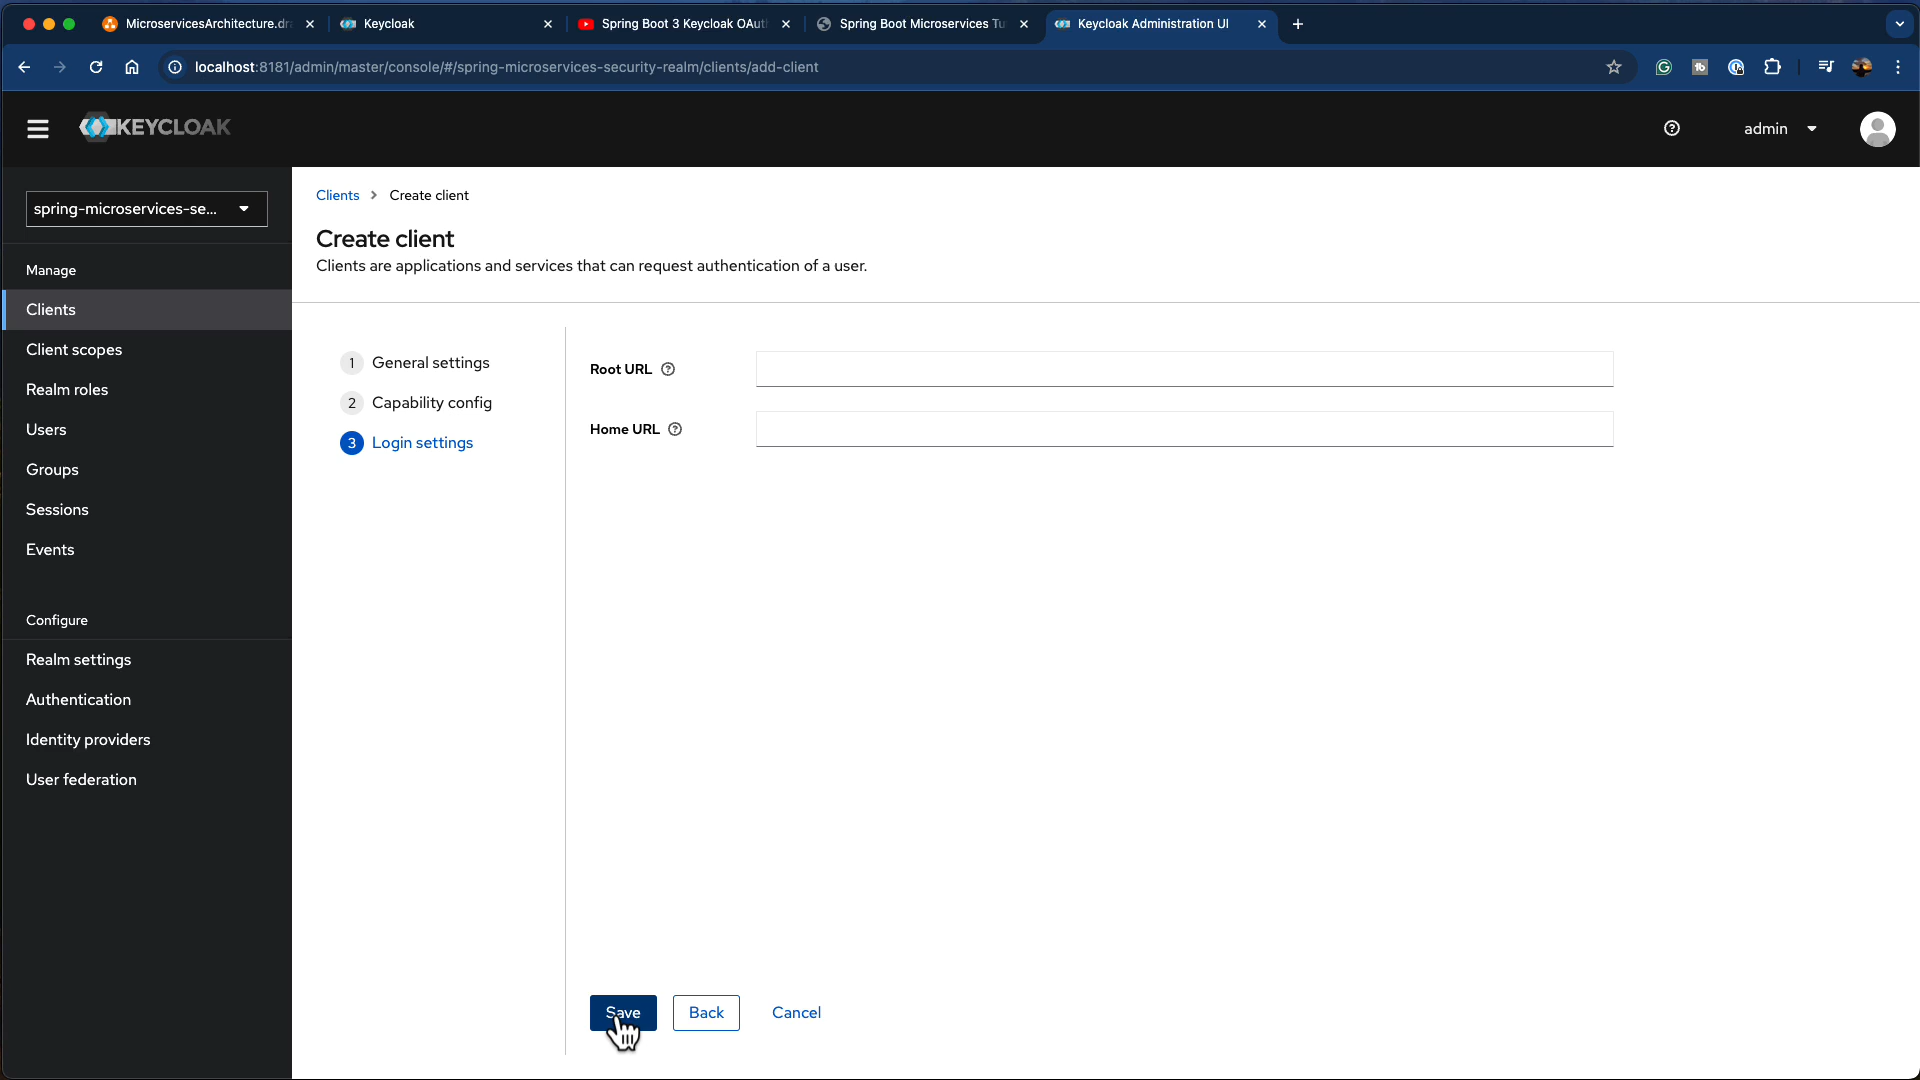 MicroservicesArchitecture.dr
Keycloak
Spring Boot 3 Keycloak OAut
Spring Boot Microservices Tu
Keycloak Administration UI
localhost:8181/admin/master/console/#/spring-microservices-security-realm/clients/add-client
KEYCLOAK
admin
spring-microservices-se...
Manage
Clients
Client scopes
Realm roles
Users
Groups
Sessions
Events
Configure
Realm settings
Authentication
Identity providers
User federation
Clients > Create client
Create client
Clients are applications and services that can request authentication of a user.
1 General settings
2 Capability config
3 Login settings
Root URL
Home URL
Save
Back
Cancel